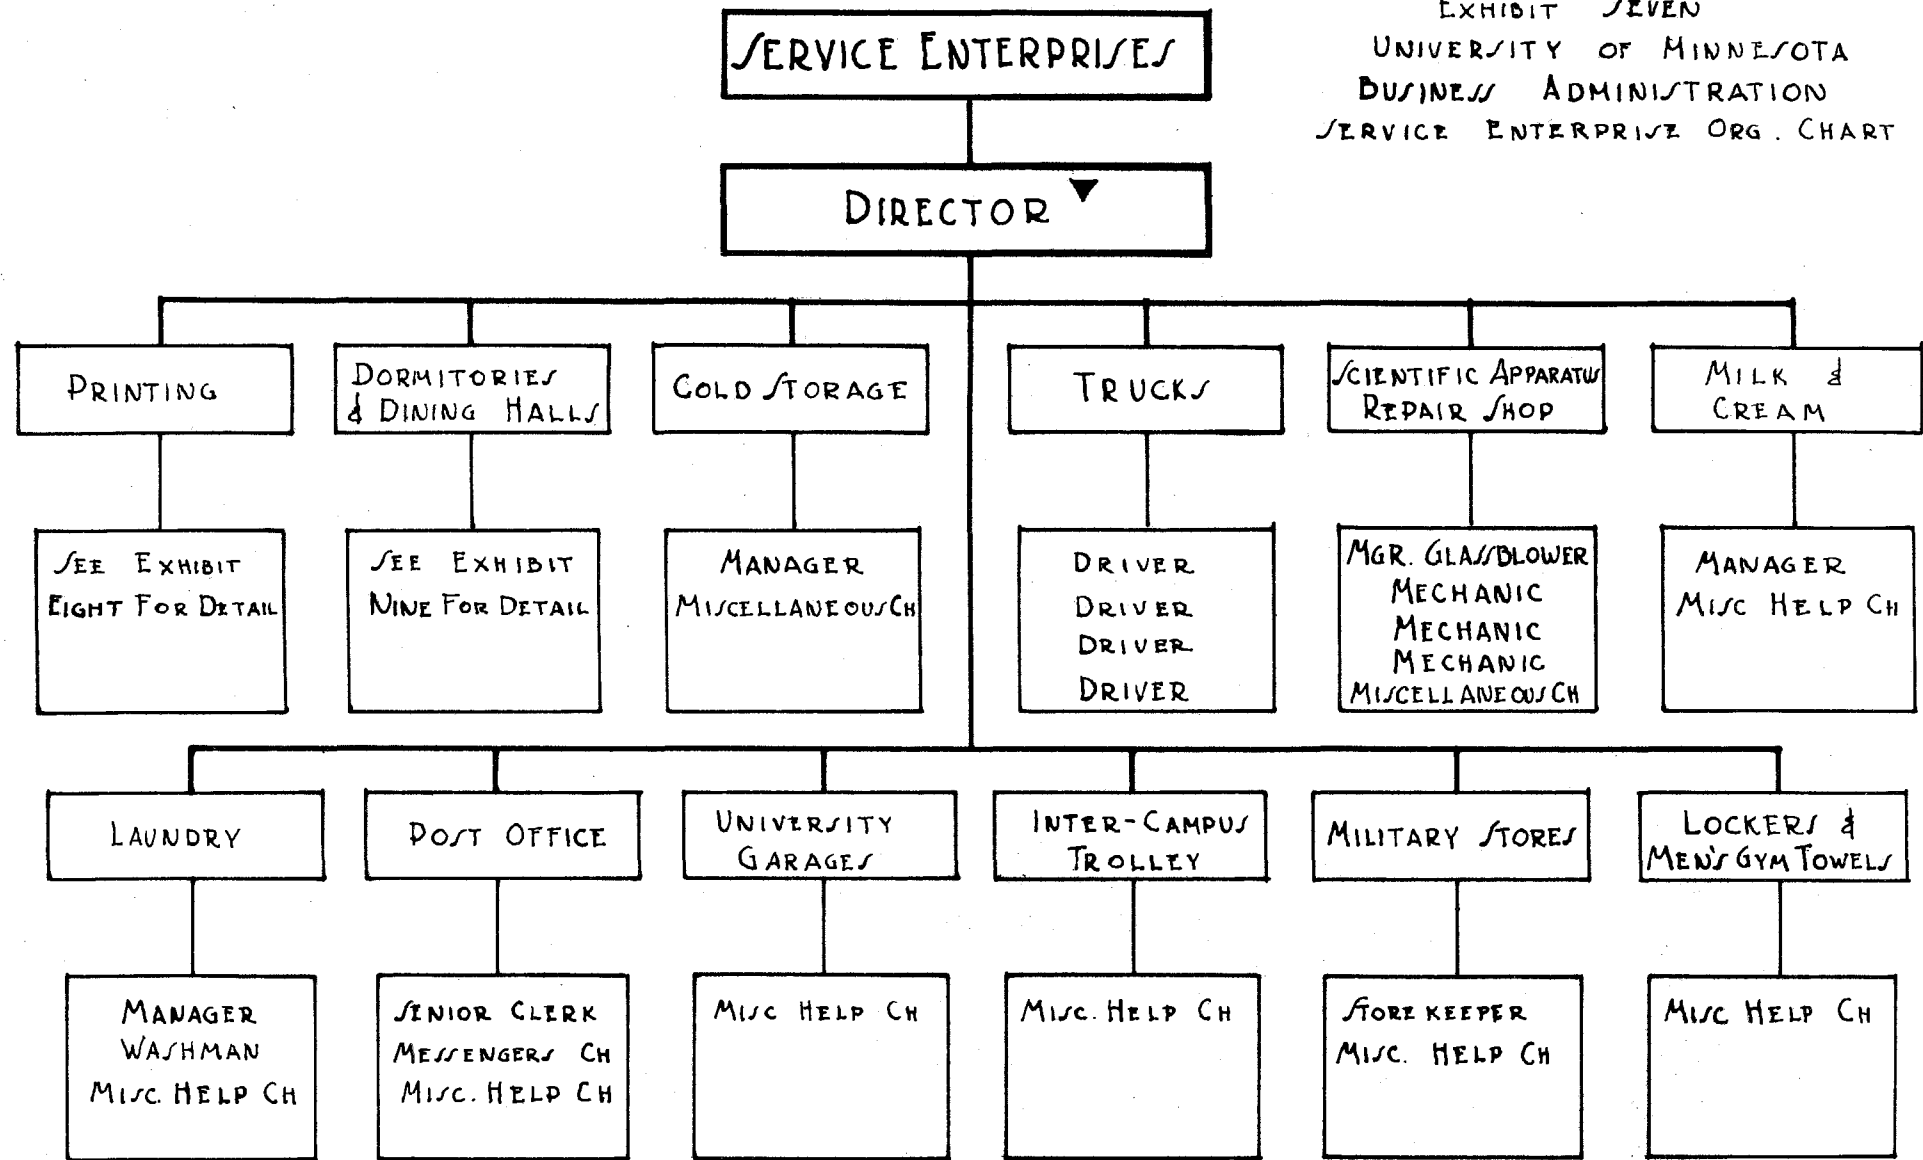 SERVICE ENTERPRISES
EXHIBIT SEVEN
UNIVERSITY OF MINNESOTA
BUSINESS ADMINISTRATION
SERVICE ENTERPRISE ORG. CHART
DIRECTOR
PRINTING
DORMITORIES
& DINING HALLS
COLD STORAGE
TRUCKS
SCIENTIFIC APPARATUS
REPAIR SHOP
MILK &
CREAM
SEE EXHIBIT
EIGHT FOR DETAIL
SEE EXHIBIT
NINE FOR DETAIL
MANAGER
MISCELLANEOUS CH
DRIVER
DRIVER
DRIVER
DRIVER
MGR. GLASSBLOWER
MECHANIC
MECHANIC
MECHANIC
MISCELLANEOUS CH
MANAGER
MISC HELP CH
LAUNDRY
POST OFFICE
UNIVERSITY
GARAGES
INTER-CAMPUS
TROLLEY
MILITARY STORES
LOCKERS &
MEN'S GYM TOWELS
MANAGER
WASHMAN
MISC. HELP CH
SENIOR CLERK
MESSENGERS CH
MISC. HELP CH
MISC HELP CH
MISC. HELP CH
STOREKEEPER
MISC. HELP CH
MISC HELP CH